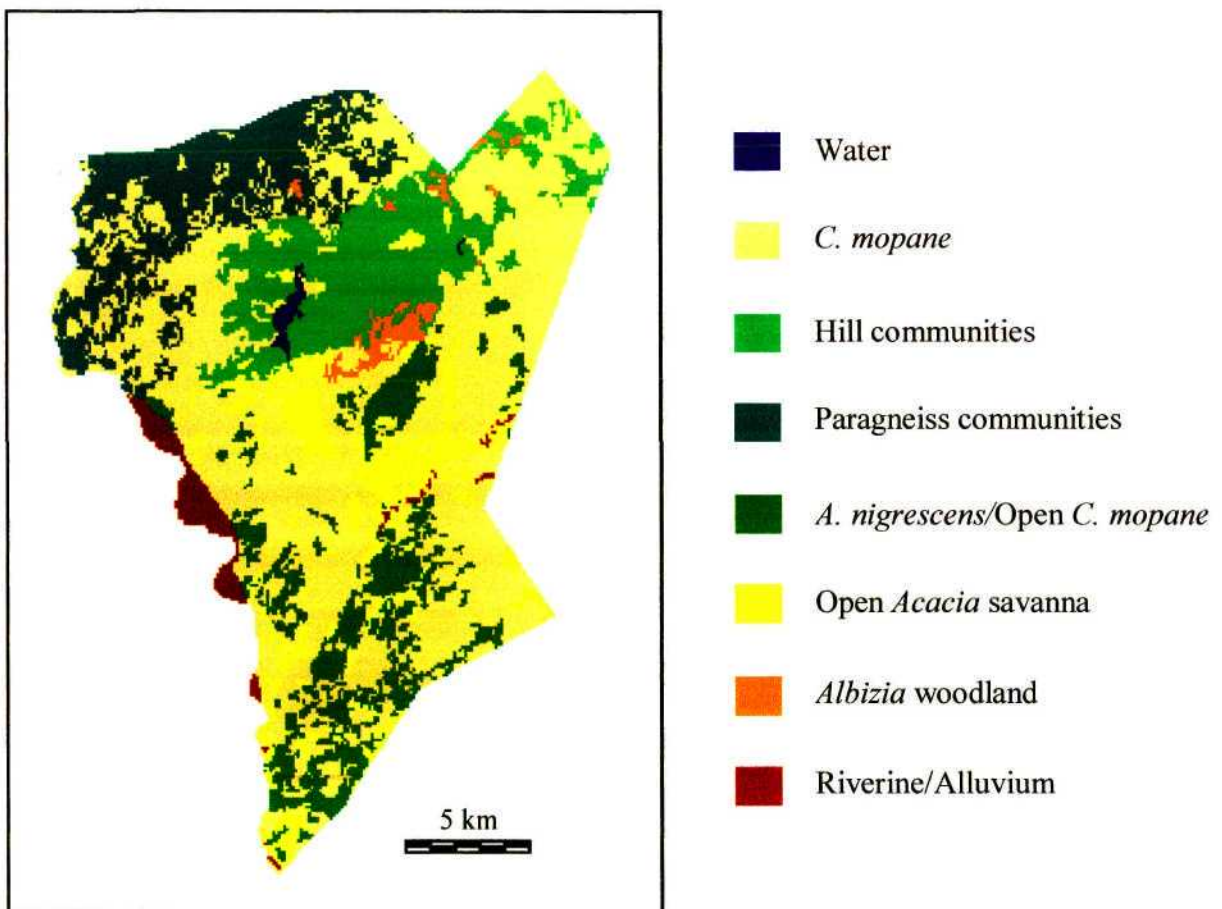 Water
C. mopane
Hill communities
Paragneiss communities
A. nigrescens/Open C. mopane
Open Acacia savanna
Albizia woodland
Riverine/Alluvium
5 km